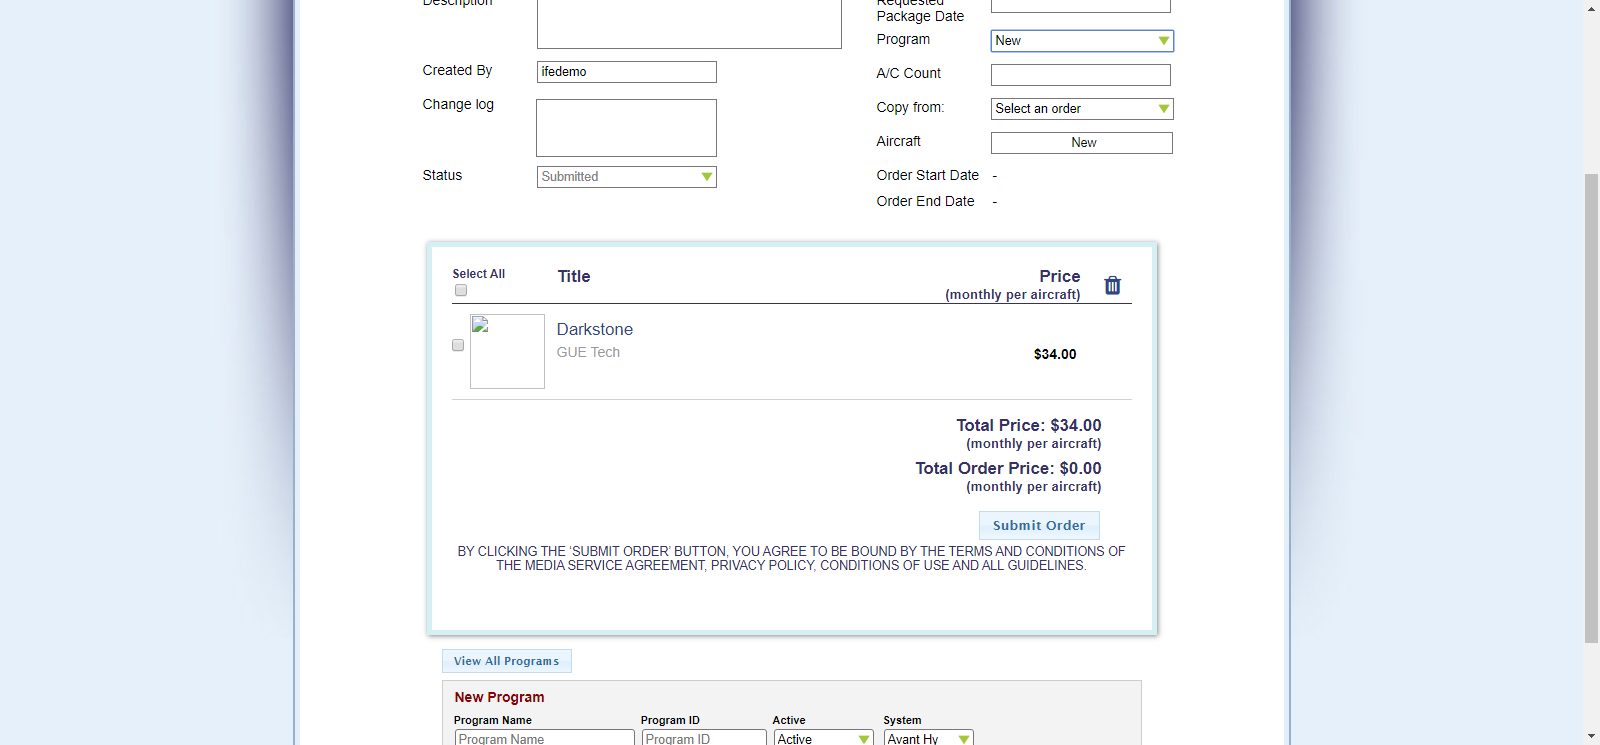 Description
Requested
Package Date
Program
New
Created By
ifedemo
A/C Count
Change log
Copy from:
Select an order
Aircraft
New
Status
Submitted
Order Start Date -
Order End Date -
Select All
Title
Price
(monthly per aircraft)
Darkstone
GUE Tech
$34.00
Total Price: $34.00
(monthly per aircraft)
Total Order Price: $0.00
(monthly per aircraft)
Submit Order
BY CLICKING THE ‘SUBMIT ORDER’ BUTTON, YOU AGREE TO BE BOUND BY THE TERMS AND CONDITIONS OF
THE MEDIA SERVICE AGREEMENT, PRIVACY POLICY, CONDITIONS OF USE AND ALL GUIDELINES.
View All Programs
New Program
Program Name Program ID Active System
Program Name Program ID Active Avant Hy